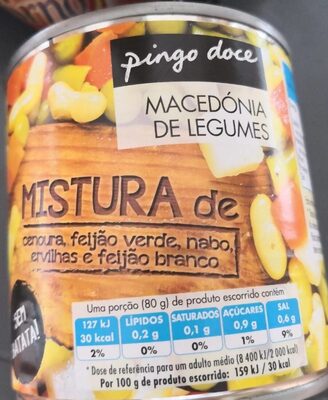 pingo doce
MACEDÓNIA
DE LEGUMES
MISTURA de
cenoura, feijão verde, nabo,
ervilhas e feijão branco
SEM
BATATA!
Uma porção (80 g) de produto escorrido contém
127 kJ LÍPIDOS SATURADOS AÇÚCARES SAL
30 kcal 0,2 g 0,1 g 0,9 g 0,6 g
2% 0% 0% 1% 9%
* Dose de referência para um adulto médio (8 400 kJ/2 000 kcal)
Por 100 g de produto escorrido: 159 kJ / 30 kcal